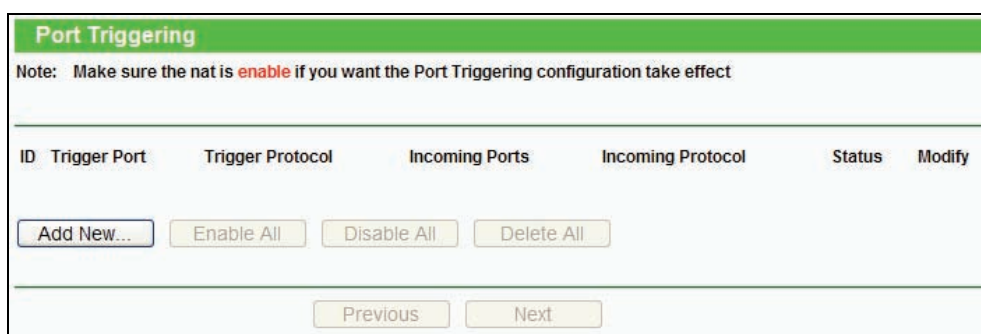 Port Triggering
Note: Make sure the nat is enable if you want the Port Triggering configuration take effect
ID Trigger Port Trigger Protocol Incoming Ports Incoming Protocol Status Modify
Add New... Enable All Disable All Delete All
Previous Next